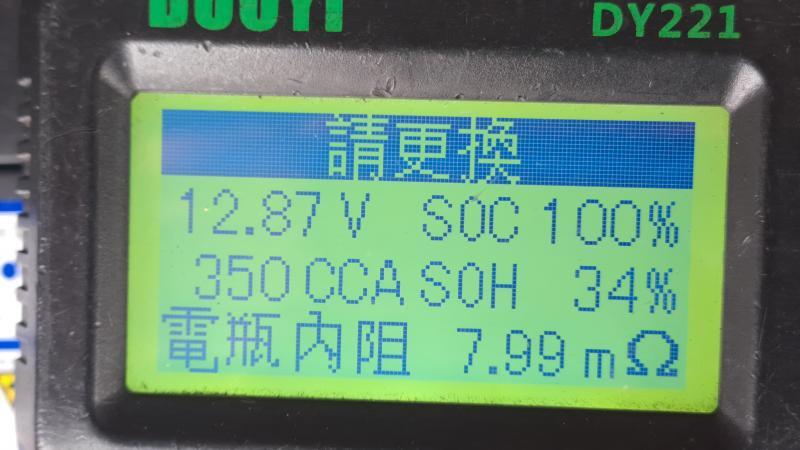 DUOYI
DY221
請更換
12.87 V SOC 100%
350 CCA SOH 34%
電瓶內阻 7.99 mΩ